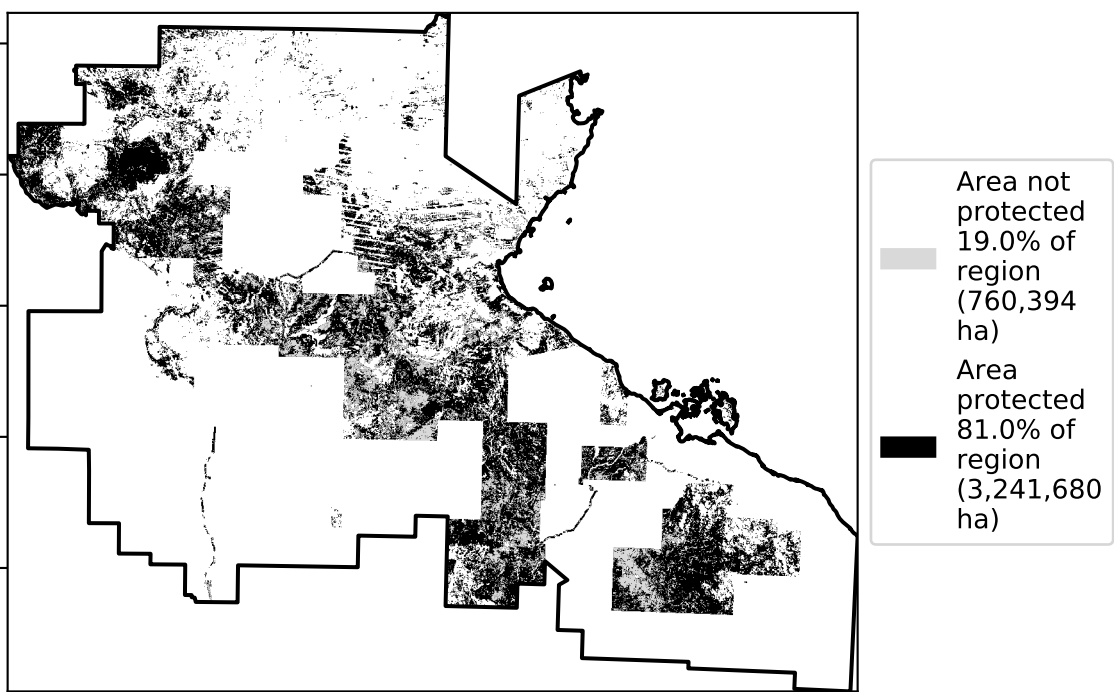 Area not
protected
19.0% of
region
(760,394
ha)
Area
protected
81.0% of
region
(3,241,680
ha)